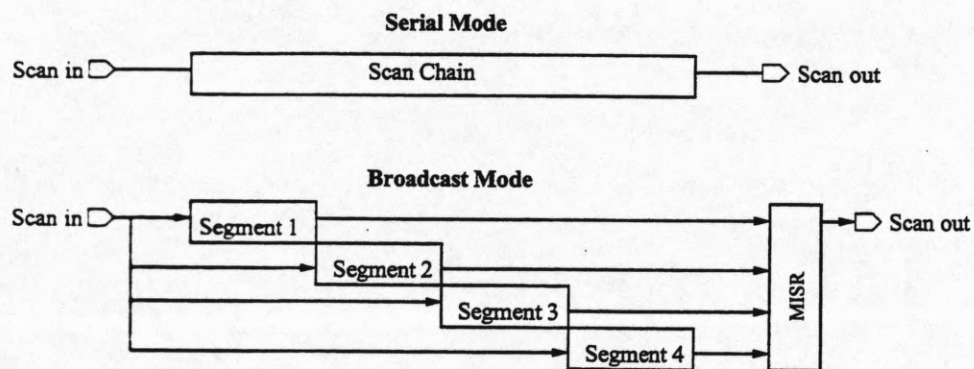 Serial Mode
Scan in
Scan Chain
Scan out
Broadcast Mode
Scan in
Segment 1
Scan out
Segment 2
Segment 3
Segment 4
MISR